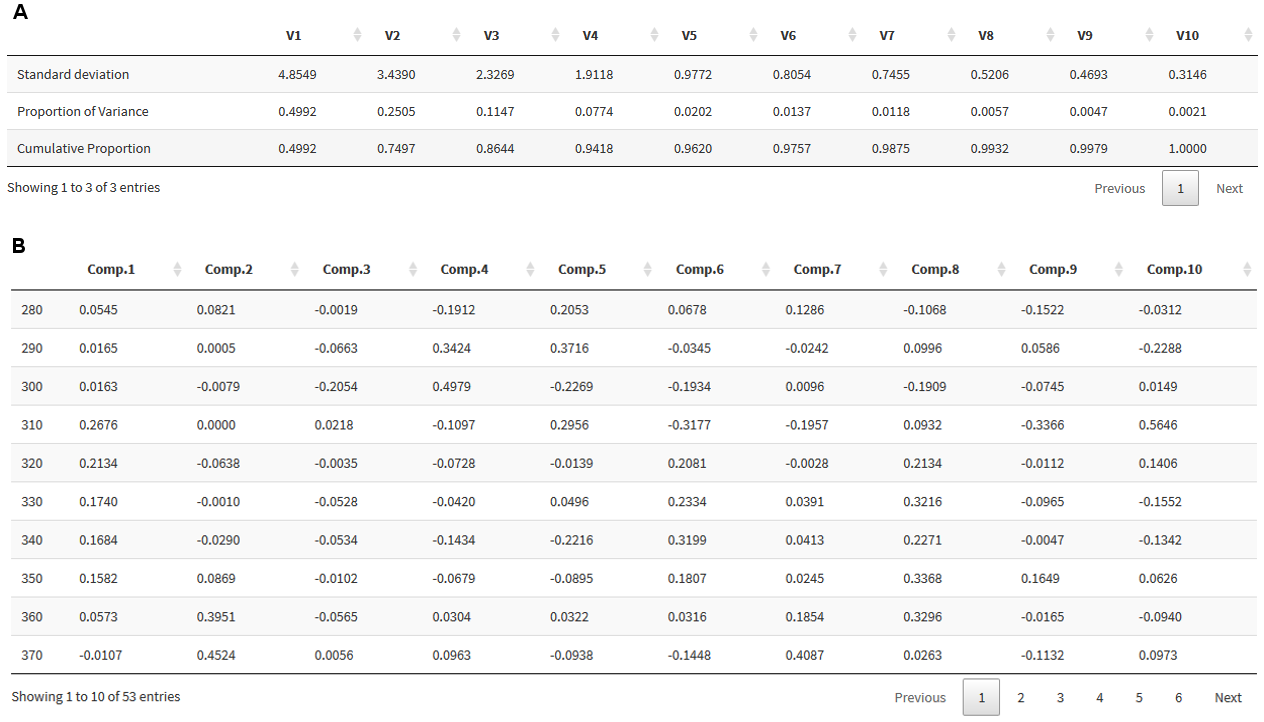 A
V1 V2 V3 V4 V5 V6 V7 V8 V9 V10
Standard deviation 4.8549 3.4390 2.3269 1.9118 0.9772 0.8054 0.7455 0.5206 0.4693 0.3146
Proportion of Variance 0.4992 0.2505 0.1147 0.0774 0.0202 0.0137 0.0118 0.0057 0.0047 0.0021
Cumulative Proportion 0.4992 0.7497 0.8644 0.9418 0.9620 0.9757 0.9875 0.9932 0.9979 1.0000
Showing 1 to 3 of 3 entries Previous 1 Next
B
Comp.1 Comp.2 Comp.3 Comp.4 Comp.5 Comp.6 Comp.7 Comp.8 Comp.9 Comp.10
280 0.0545 0.0821 -0.0019 -0.1912 0.2053 0.0678 0.1286 -0.1068 -0.1522 -0.0312
290 0.0165 0.0005 -0.0663 0.3424 0.3716 -0.0345 -0.0242 0.0996 0.0586 -0.2288
300 0.0163 -0.0079 -0.2054 0.4979 -0.2269 -0.1934 0.0096 -0.1909 -0.0745 0.0149
310 0.2676 0.0000 0.0218 -0.1097 0.2956 -0.3177 -0.1957 0.0932 -0.3366 0.5646
320 0.2134 -0.0638 -0.0035 -0.0728 -0.0139 0.2081 -0.0028 0.2134 -0.0112 0.1406
330 0.1740 -0.0010 -0.0528 -0.0420 0.0496 0.2334 0.0391 0.3216 -0.0965 -0.1552
340 0.1684 -0.0290 -0.0534 -0.1434 -0.2216 0.3199 0.0413 0.2271 -0.0047 -0.1342
350 0.1582 0.0869 -0.0102 -0.0679 -0.0895 0.1807 0.0245 0.3368 0.1649 0.0626
360 0.0573 0.3951 -0.0565 0.0304 0.0322 0.0316 0.1854 0.3296 -0.0165 -0.0940
370 -0.0107 0.4524 0.0056 0.0963 -0.0938 -0.1448 0.4087 0.0263 -0.1132 0.0973
Showing 1 to 10 of 53 entries Previous 1 2 3 4 5 6 Next